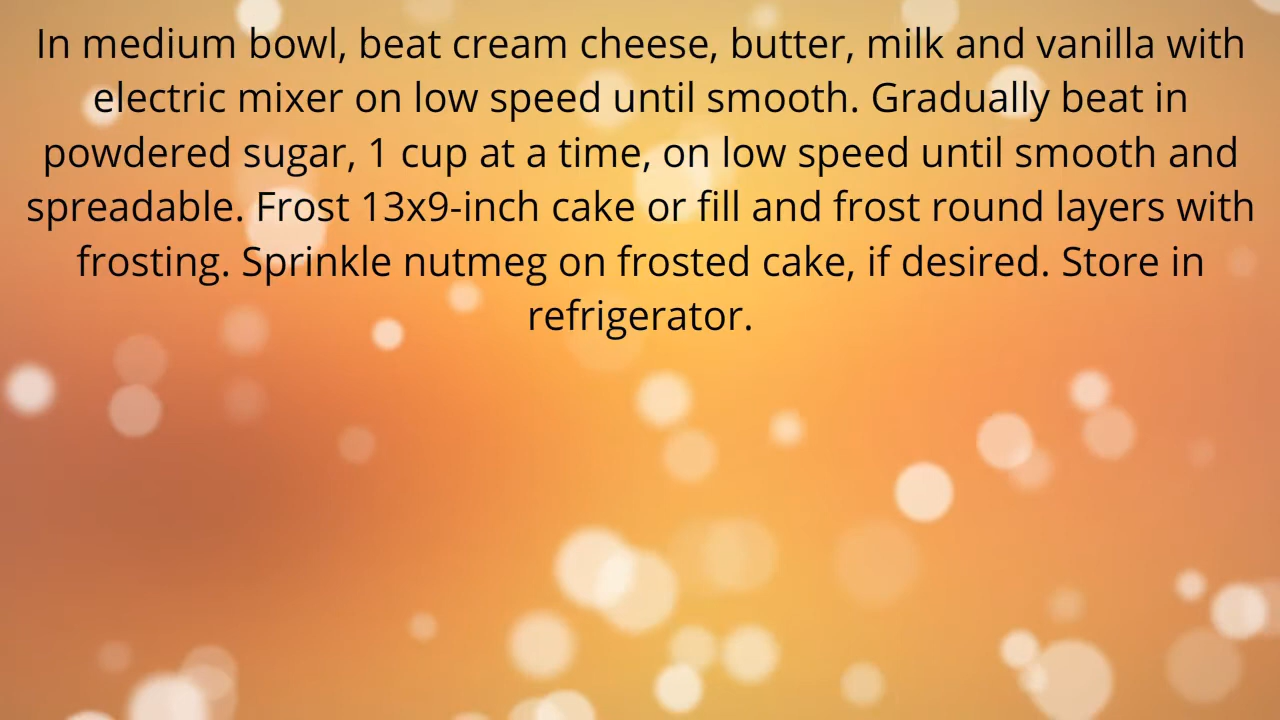 In medium bowl, beat cream cheese, butter, milk and vanilla with
electric mixer on low speed until smooth. Gradually beat in
powdered sugar, 1 cup at a time, on low speed until smooth and
spreadable. Frost 13x9-inch cake or fill and frost round layers with
frosting. Sprinkle nutmeg on frosted cake, if desired. Store in
refrigerator.